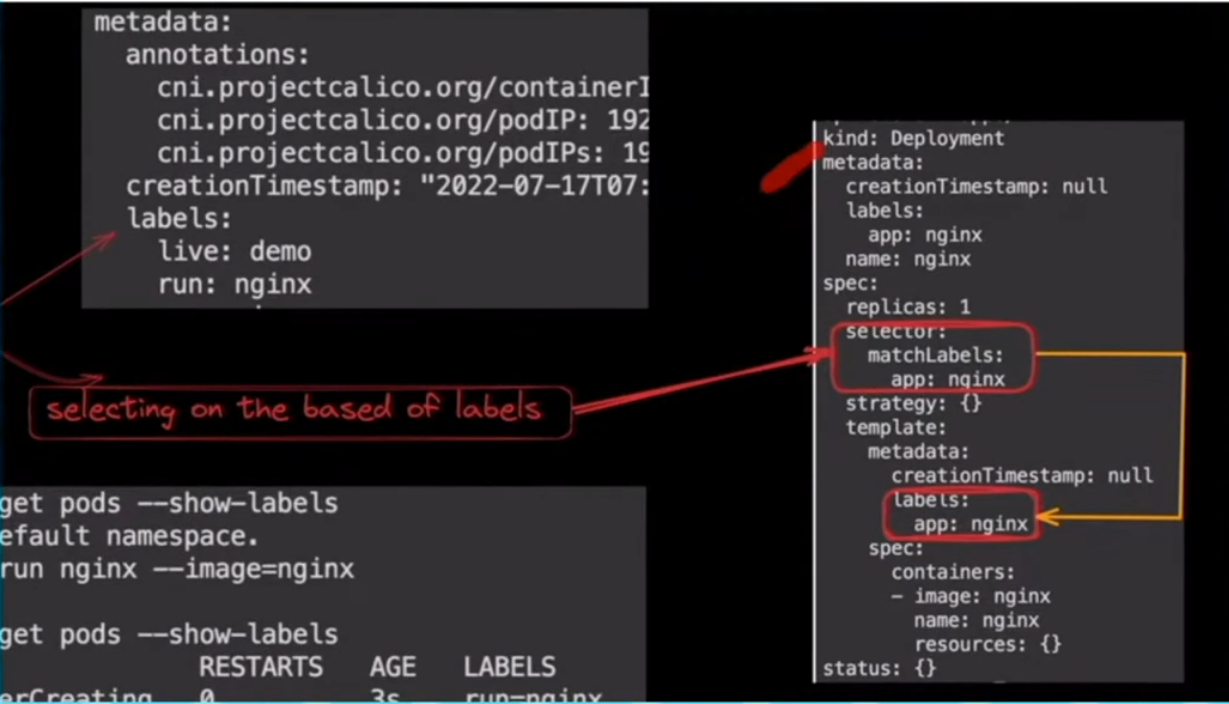 metadata:
annotations:
cni.projectcalico.org/containerI
cni.projectcalico.org/podIP: 192
cni.projectcalico.org/podIPs: 19
creationTimestamp: "2022-07-17T07:
labels:
live: demo
run: nginx
selecting on the based of labels
get pods --show-labels
efault namespace.
run nginx --image=nginx
get pods --show-labels
RESTARTS AGE LABELS
erCreating 0 3s run=nginx
kind: Deployment
metadata:
creationTimestamp: null
labels:
app: nginx
name: nginx
spec:
replicas: 1
selector:
matchLabels:
app: nginx
strategy: {}
template:
metadata:
creationTimestamp: null
labels:
app: nginx
spec:
containers:
- image: nginx
name: nginx
resources: {}
status: {}